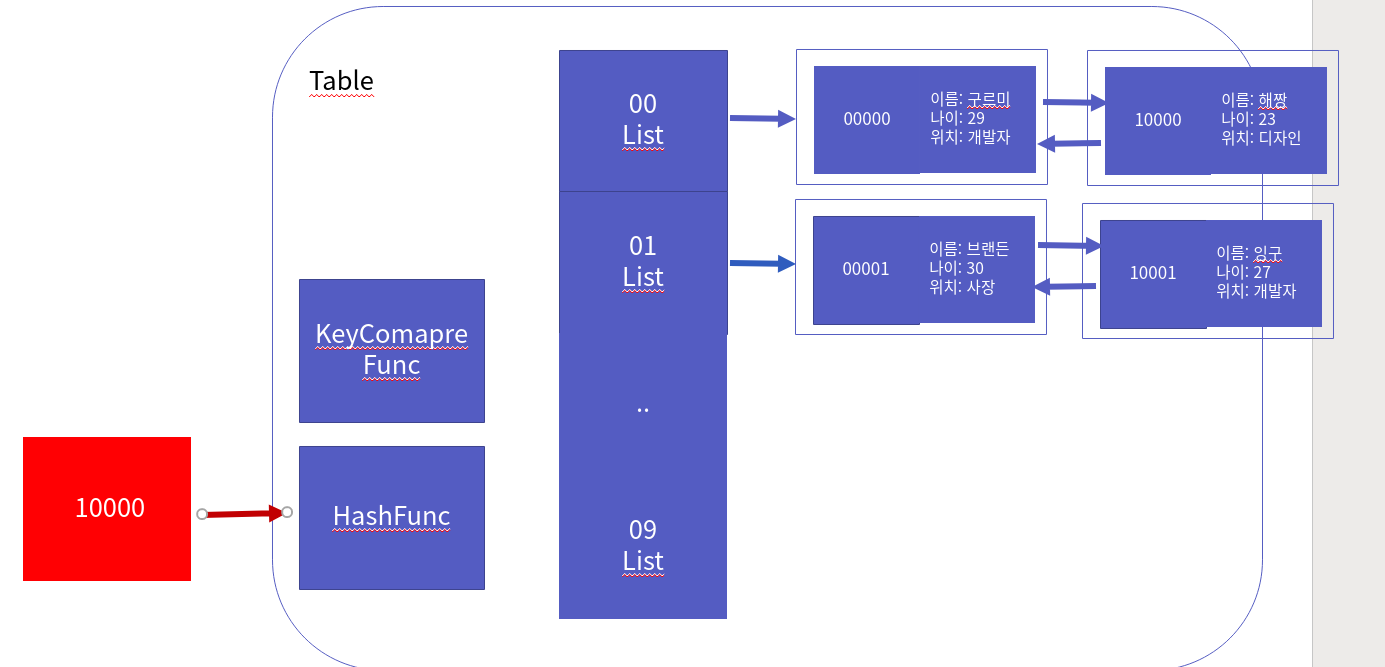 Table
00
List
00000
이름: 구르미
나이: 29
위치: 개발자
10000
이름: 해짱
나이: 23
위치: 디자인
01
List
00001
이름: 브랜든
나이: 30
위치: 사장
10001
이름: 잉구
나이: 27
위치: 개발자
KeyComapre
Func
..
10000
HashFunc
09
List